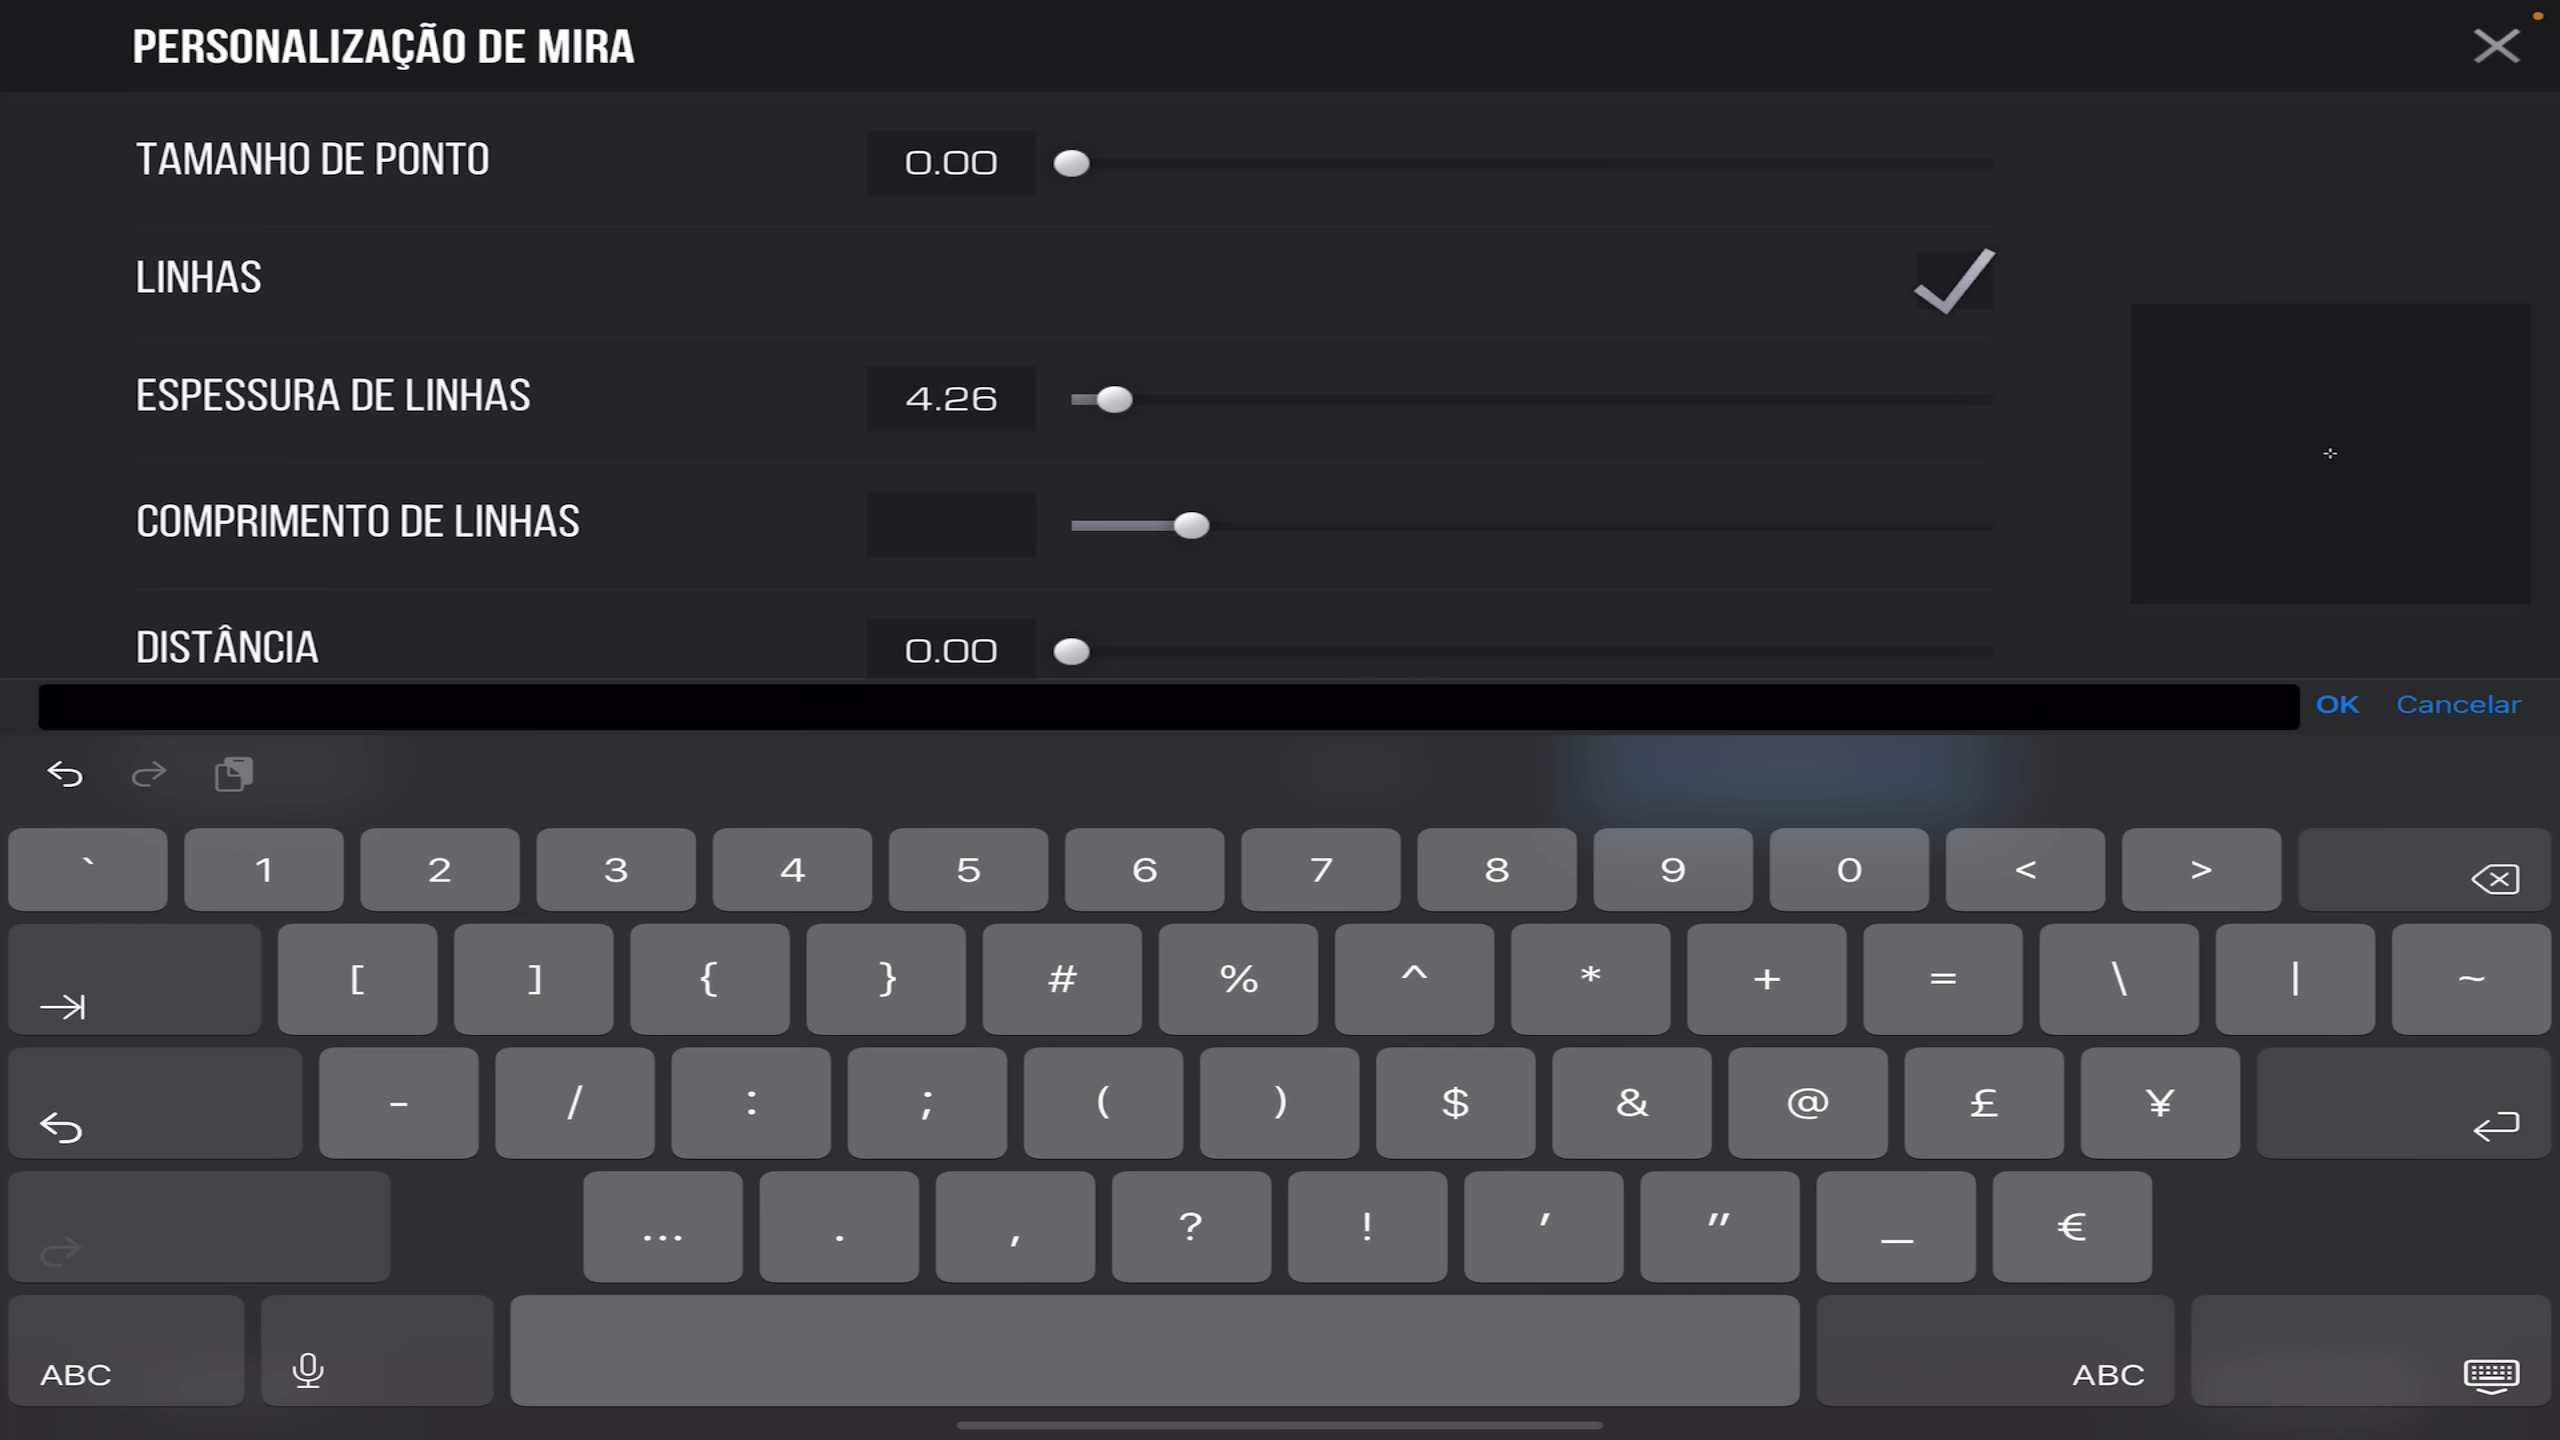 PERSONALIZAÇÃO DE MIRA
TAMANHO DE PONTO 0.00
LINHAS
ESPESSURA DE LINHAS 4.26
COMPRIMENTO DE LINHAS
DISTÂNCIA 0.00
OK Cancelar
` 1 2 3 4 5 6 7 8 9 0 < >
[ ] { } # % ^ * + = \ | ~
- / : ; ( ) $ & @ £ ¥
... . , ? ! ' " _ €
ABC ABC